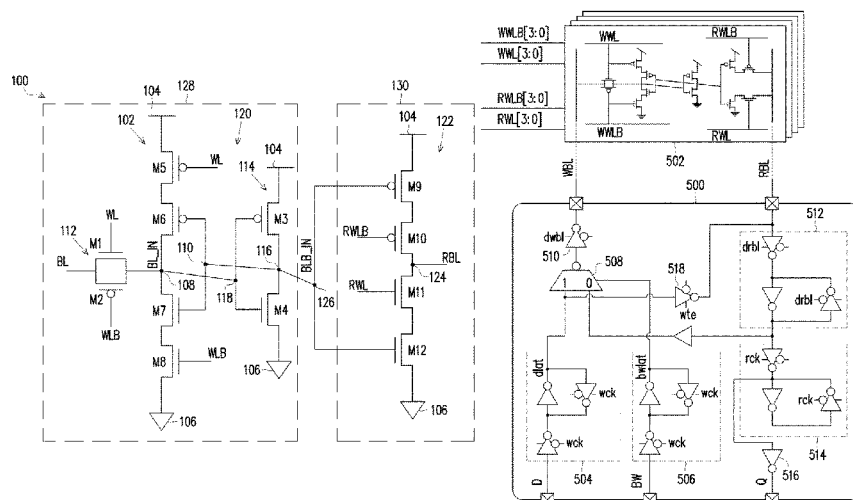 100
128
104
102
120
M5
WL
114
104
M6
M3
WL
112
M1
BL
BL_IN
110
116
BLB_IN
108
118
126
M2
WLB
M7
M4
M8
WLB
106
106
130
104
122
M9
RWLB
M10
RBL
124
RWL
M11
M12
106
WWLB[3:0]
WWL[3:0]
RWLB[3:0]
RWL[3:0]
WWL
RWLB
WWLB
RWL
502
WBL
RBL
500
dwbl
510
508
1 0
518
wte
512
drbl
drbl
dlat
bwlat
rck
rck
wck
wck
wck
wck
514
516
504
506
D
BW
Q